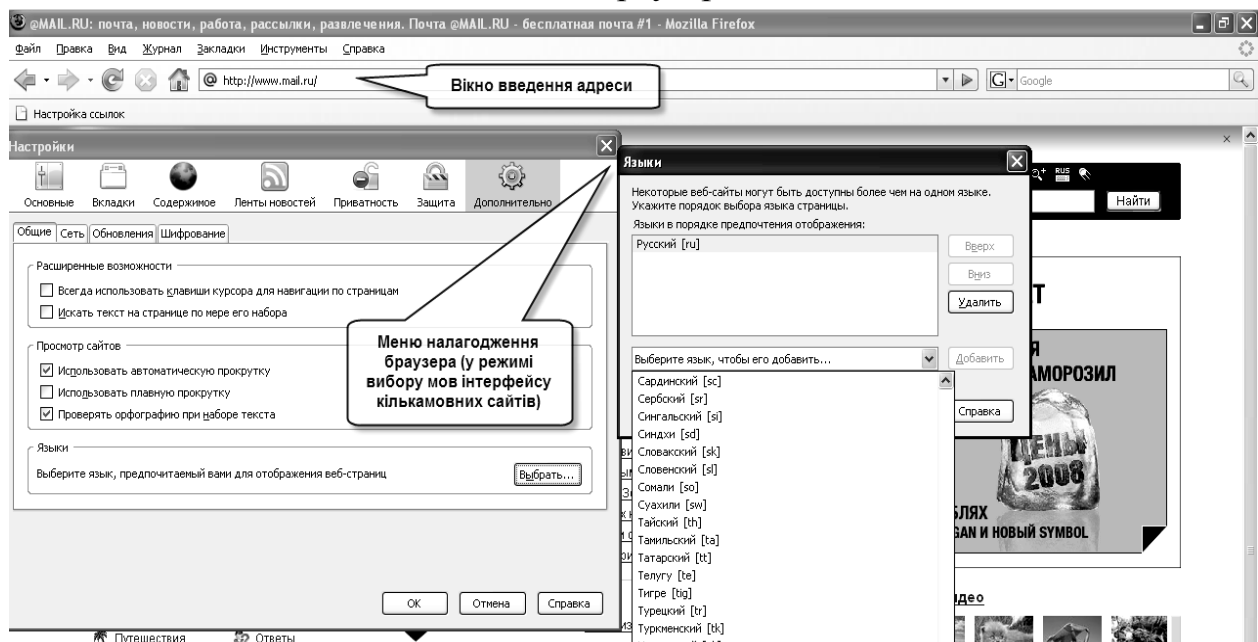 @MAIL.RU: почта, новости, работа, рассылки, развлечения. Почта @MAIL.RU - бесплатная почта #1 - Mozilla Firefox
Файл Правка Вид Журнал Закладки Инструменты Справка
http://www.mail.ru/
Вікно введення адреси
G Google
Настройка ссылок
Настройки
Основные Вкладки Содержимое Ленты новостей Приватность Защита Дополнительно
Общие Сеть Обновления Шифрование
Расширенные возможности
Всегда использовать клавиши курсора для навигации по страницам
Искать текст на странице по мере его набора
Просмотр сайтов
Использовать автоматическую прокрутку
Использовать плавную прокрутку
Проверять орфографию при наборе текста
Языки
Выберите язык, предпочитаемый вами для отображения веб-страниц
Выбрать...
OK Отмена Справка
Меню налагодження
браузера (у режимі
вибору мов інтерфейсу
кількамовних сайтів)
Языки
Некоторые веб-сайты могут быть доступны более чем на одном языке.
Укажите порядок выбора языка страницы.
Языки в порядке предпочтения отображения:
Русский [ru]
Вверх
Вниз
Удалить
Выберите язык, чтобы его добавить...
Добавить
Сардинский [sc]
Сербский [sr]
Сингальский [si]
Синдхи [sd]
Словакский [sk]
Словенский [sl]
Сомали [so]
Суахили [sw]
Тайский [th]
Тамильский [ta]
Татарский [tt]
Телугу [te]
Тигре [tig]
Турецкий [tr]
Туркменский [tk]
Справка
RUS
Найти
Т
Я
АМОРОЗИЛ
ЦЕНЫ
2008
БЛЯХ
GAN И НОВЫЙ SYMBOL
део
Путешествия Ответы